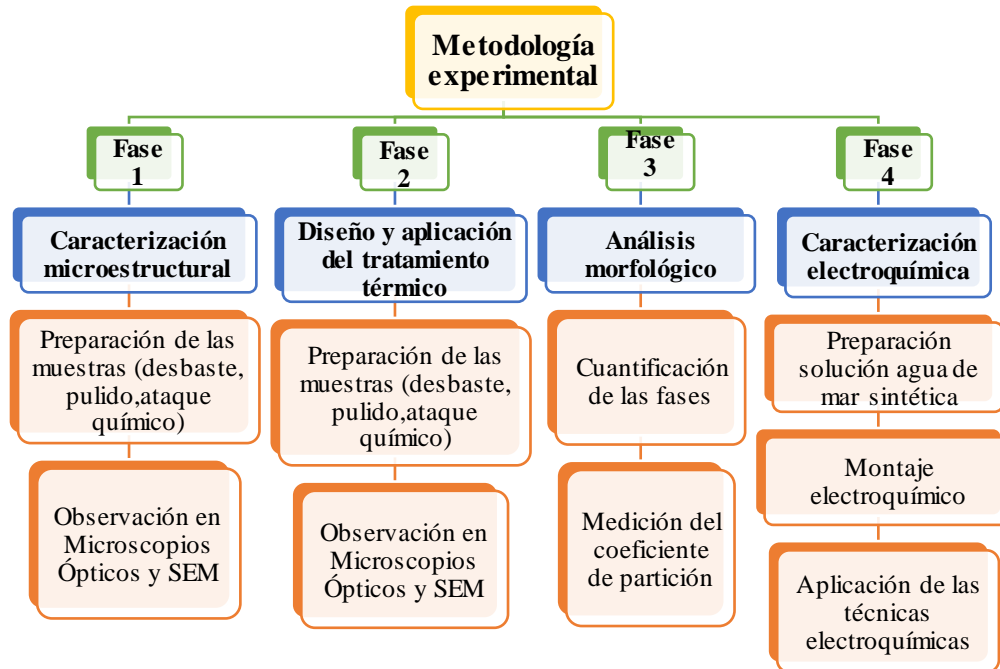 Metodología
experimental
Fase
1
Caracterización
microestructural
Preparación de las
muestras (desbaste,
pulido,ataque
químico)
Observación en
Microscopios
Ópticos y SEM
Fase
2
Diseño y aplicación
del tratamiento
térmico
Preparación de las
muestras (desbaste,
pulido,ataque
químico)
Observación en
Microscopios
Ópticos y SEM
Fase
3
Análisis
morfológico
Cuantificación
de las fases
Medición del
coeficiente
de partición
Fase
4
Caracterización
electroquímica
Preparación
solución agua de
mar sintética
Montaje
electroquímico
Aplicación de las
técnicas
electroquímicas